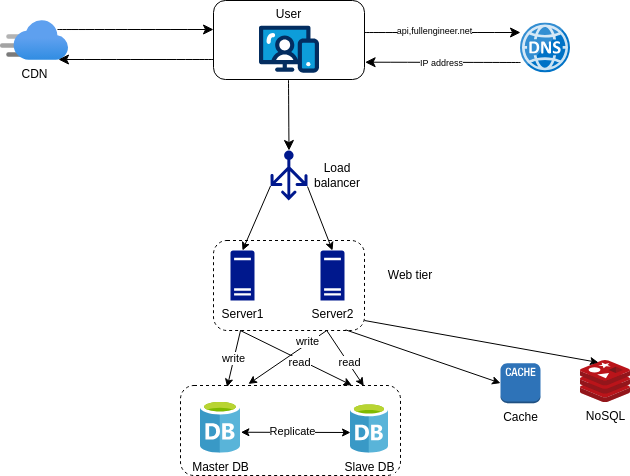 User
api,fullengineer.net
DNS
IP address
CDN
Load
balancer
Web tier
Server1
Server2
write
write
read
read
CACHE
Cache
NoSQL
DB
DB
Replicate
Master DB
Slave DB